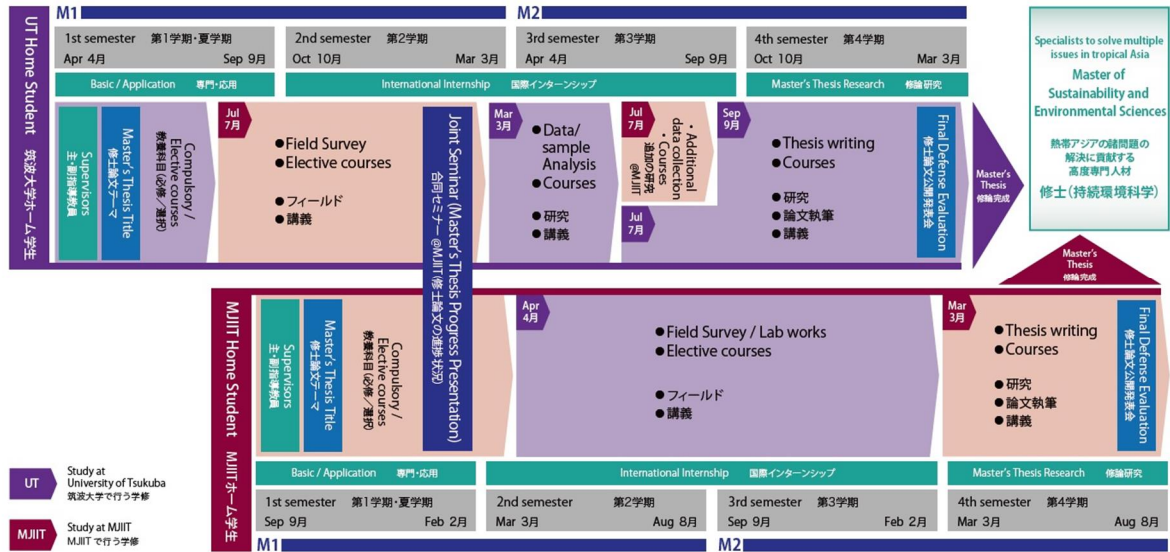 M1
M2
UT Home Student 筑波大学ホーム学生
1st semester 第1学期・夏学期
Apr 4月 Sep 9月
2nd semester 第2学期
Oct 10月 Mar 3月
3rd semester 第3学期
Apr 4月 Sep 9月
4th semester 第4学期
Oct 10月 Mar 3月
Basic / Application 専門・応用
International Internship 国際インターンシップ
Master's Thesis Research 修論研究
Supervisors
主・副指導教員
Master's Thesis Title
修士論文テーマ
Compulsory /
Elective courses
教養科目(必修/選択)
Jul
7月
●Field Survey
●Elective courses
●フィールド
●講義
Joint Seminar (Master's Thesis Progress Presentation)
合同セミナー@MJIIT(修士論文の進捗状況)
Mar
3月
●Data/
sample
Analysis
●Courses
●研究
●講義
Jul
7月
・Additional
data collection
・Courses
追加の研究
@MJIIT
Jul
7月
Sep
9月
●Thesis writing
●Courses
●研究
●論文執筆
●講義
Final Defense Evaluation
修士論文公開発表会
Master's
Thesis
修論完成
Specialists to solve multiple
issues in tropical Asia
Master of
Sustainability and
Environmental Sciences
熱帯アジアの諸問題の
解決に貢献する
高度専門人材
修士(持続環境科学)
Master's
Thesis
修論完成
MJIIT Home Student MJIITホーム学生
Supervisors
主・副指導教員
Master's Thesis Title
修士論文テーマ
Compulsory /
Elective courses
教養科目(必修/選択)
Apr
4月
●Field Survey / Lab works
●Elective courses
●フィールド
●講義
Mar
3月
●Thesis writing
●Courses
●研究
●論文執筆
●講義
Final Defense Evaluation
修士論文公開発表会
Basic / Application 専門・応用
International Internship 国際インターンシップ
Master's Thesis Research 修論研究
1st semester 第1学期・夏学期
Sep 9月 Feb 2月
2nd semester 第2学期
Mar 3月 Aug 8月
3rd semester 第3学期
Sep 9月 Feb 2月
4th semester 第4学期
Mar 3月 Aug 8月
M1
M2
UT
Study at
University of Tsukuba
筑波大学で行う学修
MJIIT
Study at MJIIT
MJIITで行う学修